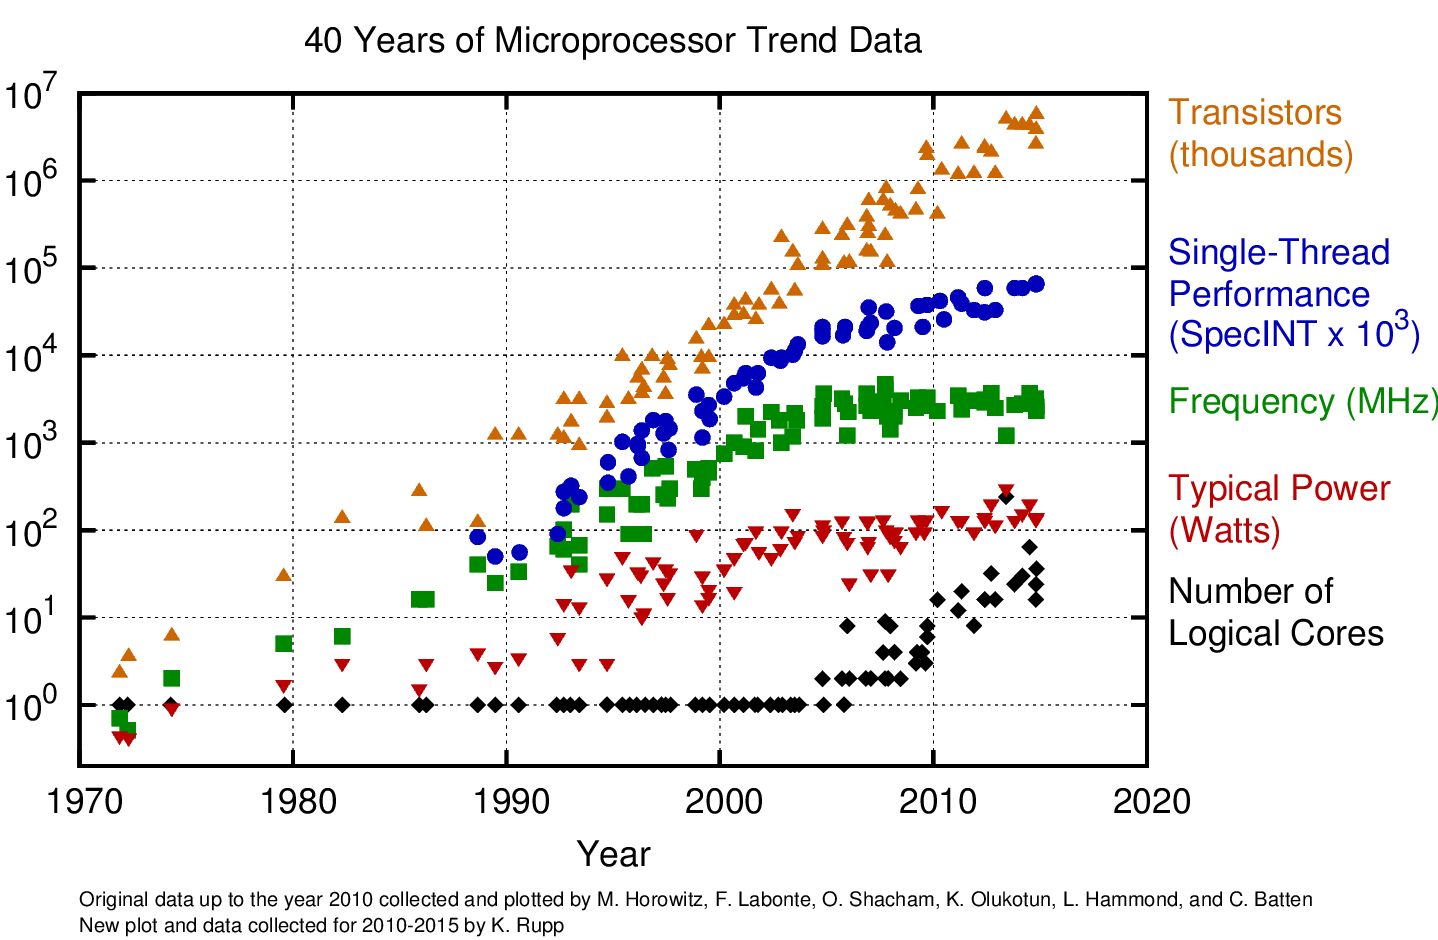 40 Years of Microprocessor Trend Data
10^7
10^6
10^5
10^4
10^3
10^2
10^1
10^0
Transistors
(thousands)
Single-Thread
Performance
(SpecINT x 10^3)
Frequency (MHz)
Typical Power
(Watts)
Number of
Logical Cores
1970 1980 1990 2000 2010 2020
Year
Original data up to the year 2010 collected and plotted by M. Horowitz, F. Labonte, O. Shacham, K. Olukotun, L. Hammond, and C. Batten
New plot and data collected for 2010-2015 by K. Rupp